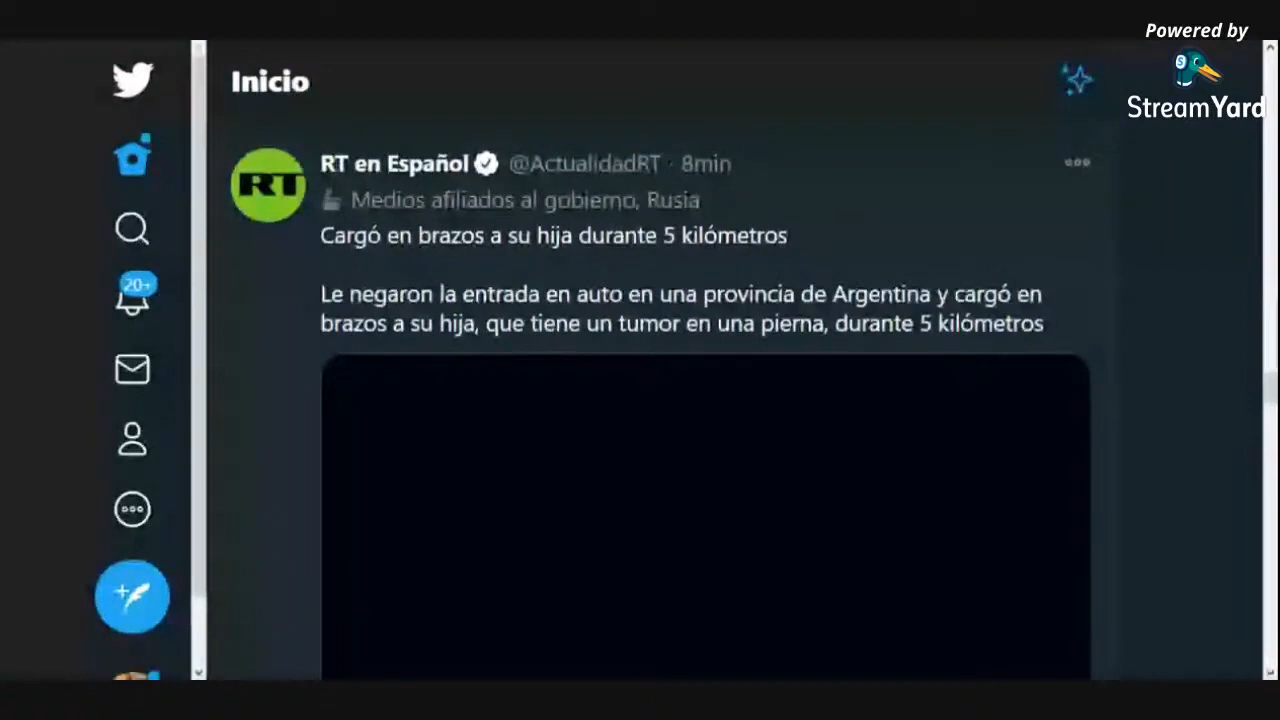 Powered by
StreamYard
Inicio
RT
RT en Español @ActualidadRT · 8min
Medios afiliados al gobierno, Rusia
Cargó en brazos a su hija durante 5 kilómetros
Le negaron la entrada en auto en una provincia de Argentina y cargó en
brazos a su hija, que tiene un tumor en una pierna, durante 5 kilómetros
20+